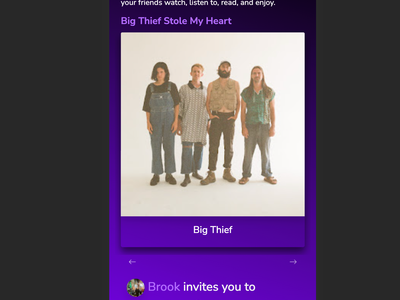 your friends watch, listen to, read, and enjoy.
Big Thief Stole My Heart
Big Thief
Brook invites you to